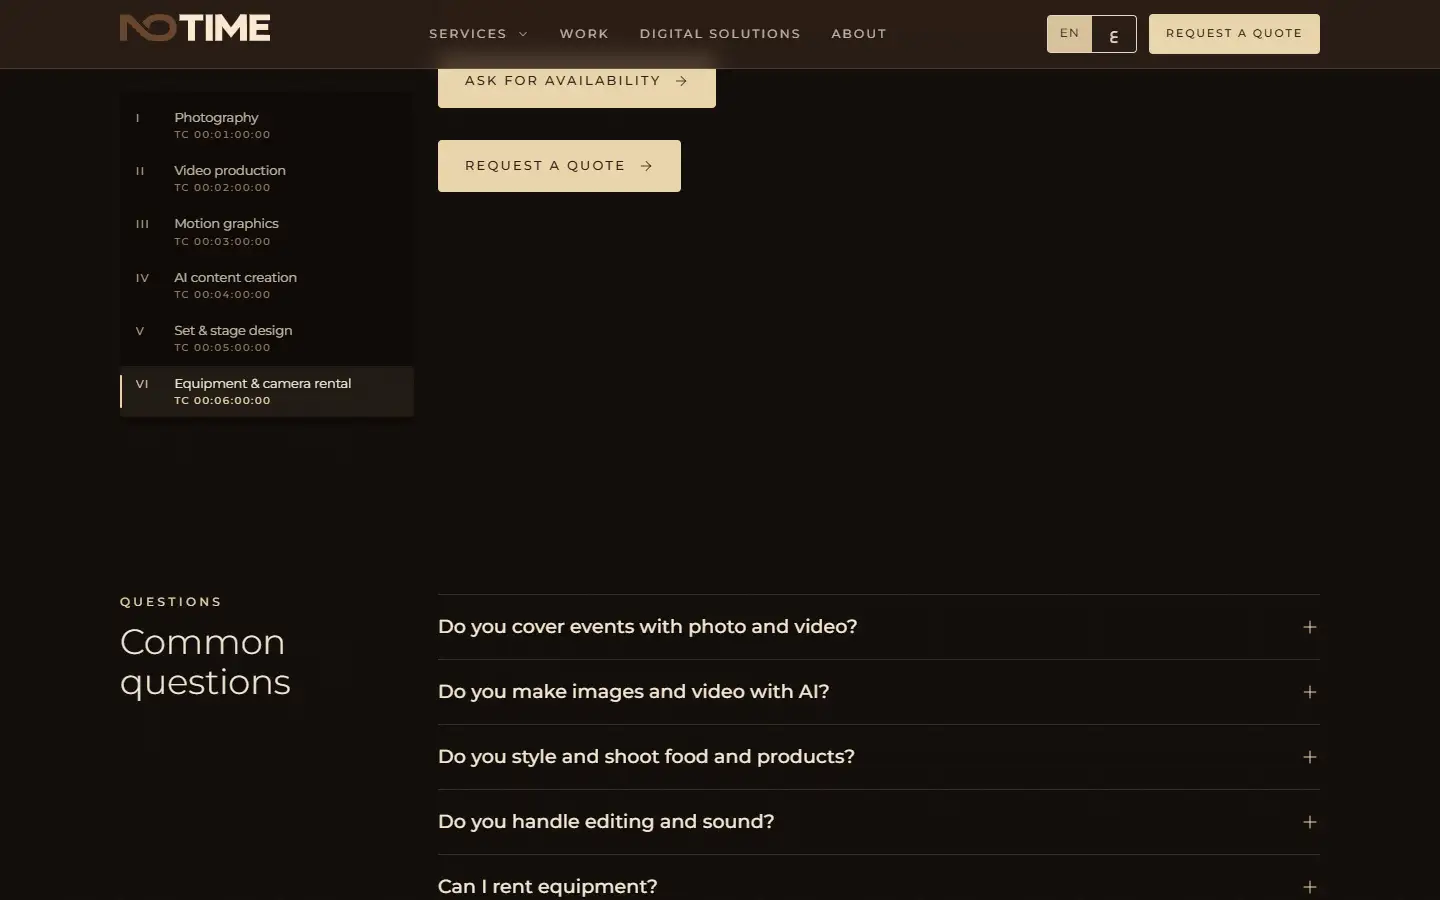 NOTIME
SERVICES
WORK
DIGITAL SOLUTIONS
ABOUT
EN
ع
REQUEST A QUOTE
ASK FOR AVAILABILITY →
REQUEST A QUOTE →
I Photography
TC 00:01:00:00
II Video production
TC 00:02:00:00
III Motion graphics
TC 00:03:00:00
IV AI content creation
TC 00:04:00:00
V Set & stage design
TC 00:05:00:00
VI Equipment & camera rental
TC 00:06:00:00
QUESTIONS
Common
questions
Do you cover events with photo and video? +
Do you make images and video with AI? +
Do you style and shoot food and products? +
Do you handle editing and sound? +
Can I rent equipment? +